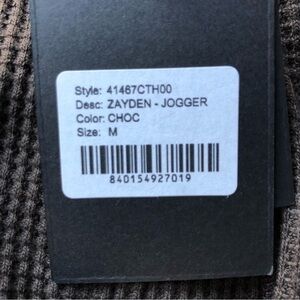 Style: 41467CTH00
Desc: ZAYDEN - JOGGER
Color: CHOC
Size: M
840154927019